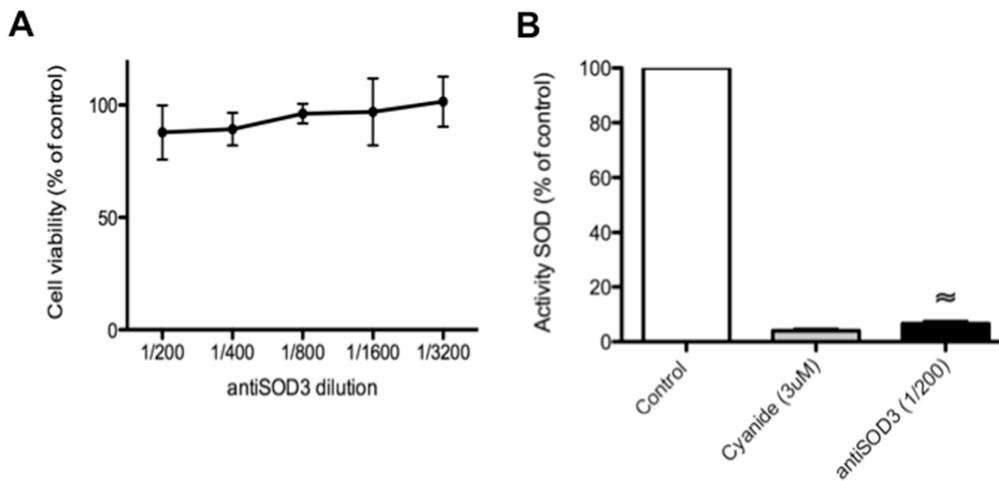 A
Cell viability (% of control)
100
50
0
1/200 1/400 1/800 1/1600 1/3200
antiSOD3 dilution
B
Activity SOD (% of control)
100
80
60
40
20
0
≈
Control
Cyanide (3uM)
antiSOD3 (1/200)